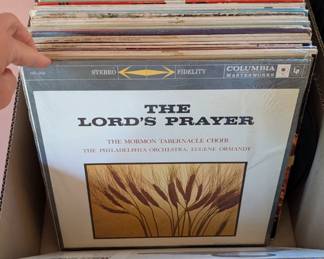 STEREO FIDELITY
COLUMBIA
MASTERWORKS
THE
LORD'S PRAYER
THE MORMON TABERNACLE CHOIR
THE PHILADELPHIA ORCHESTRA, EUGENE ORMANDY